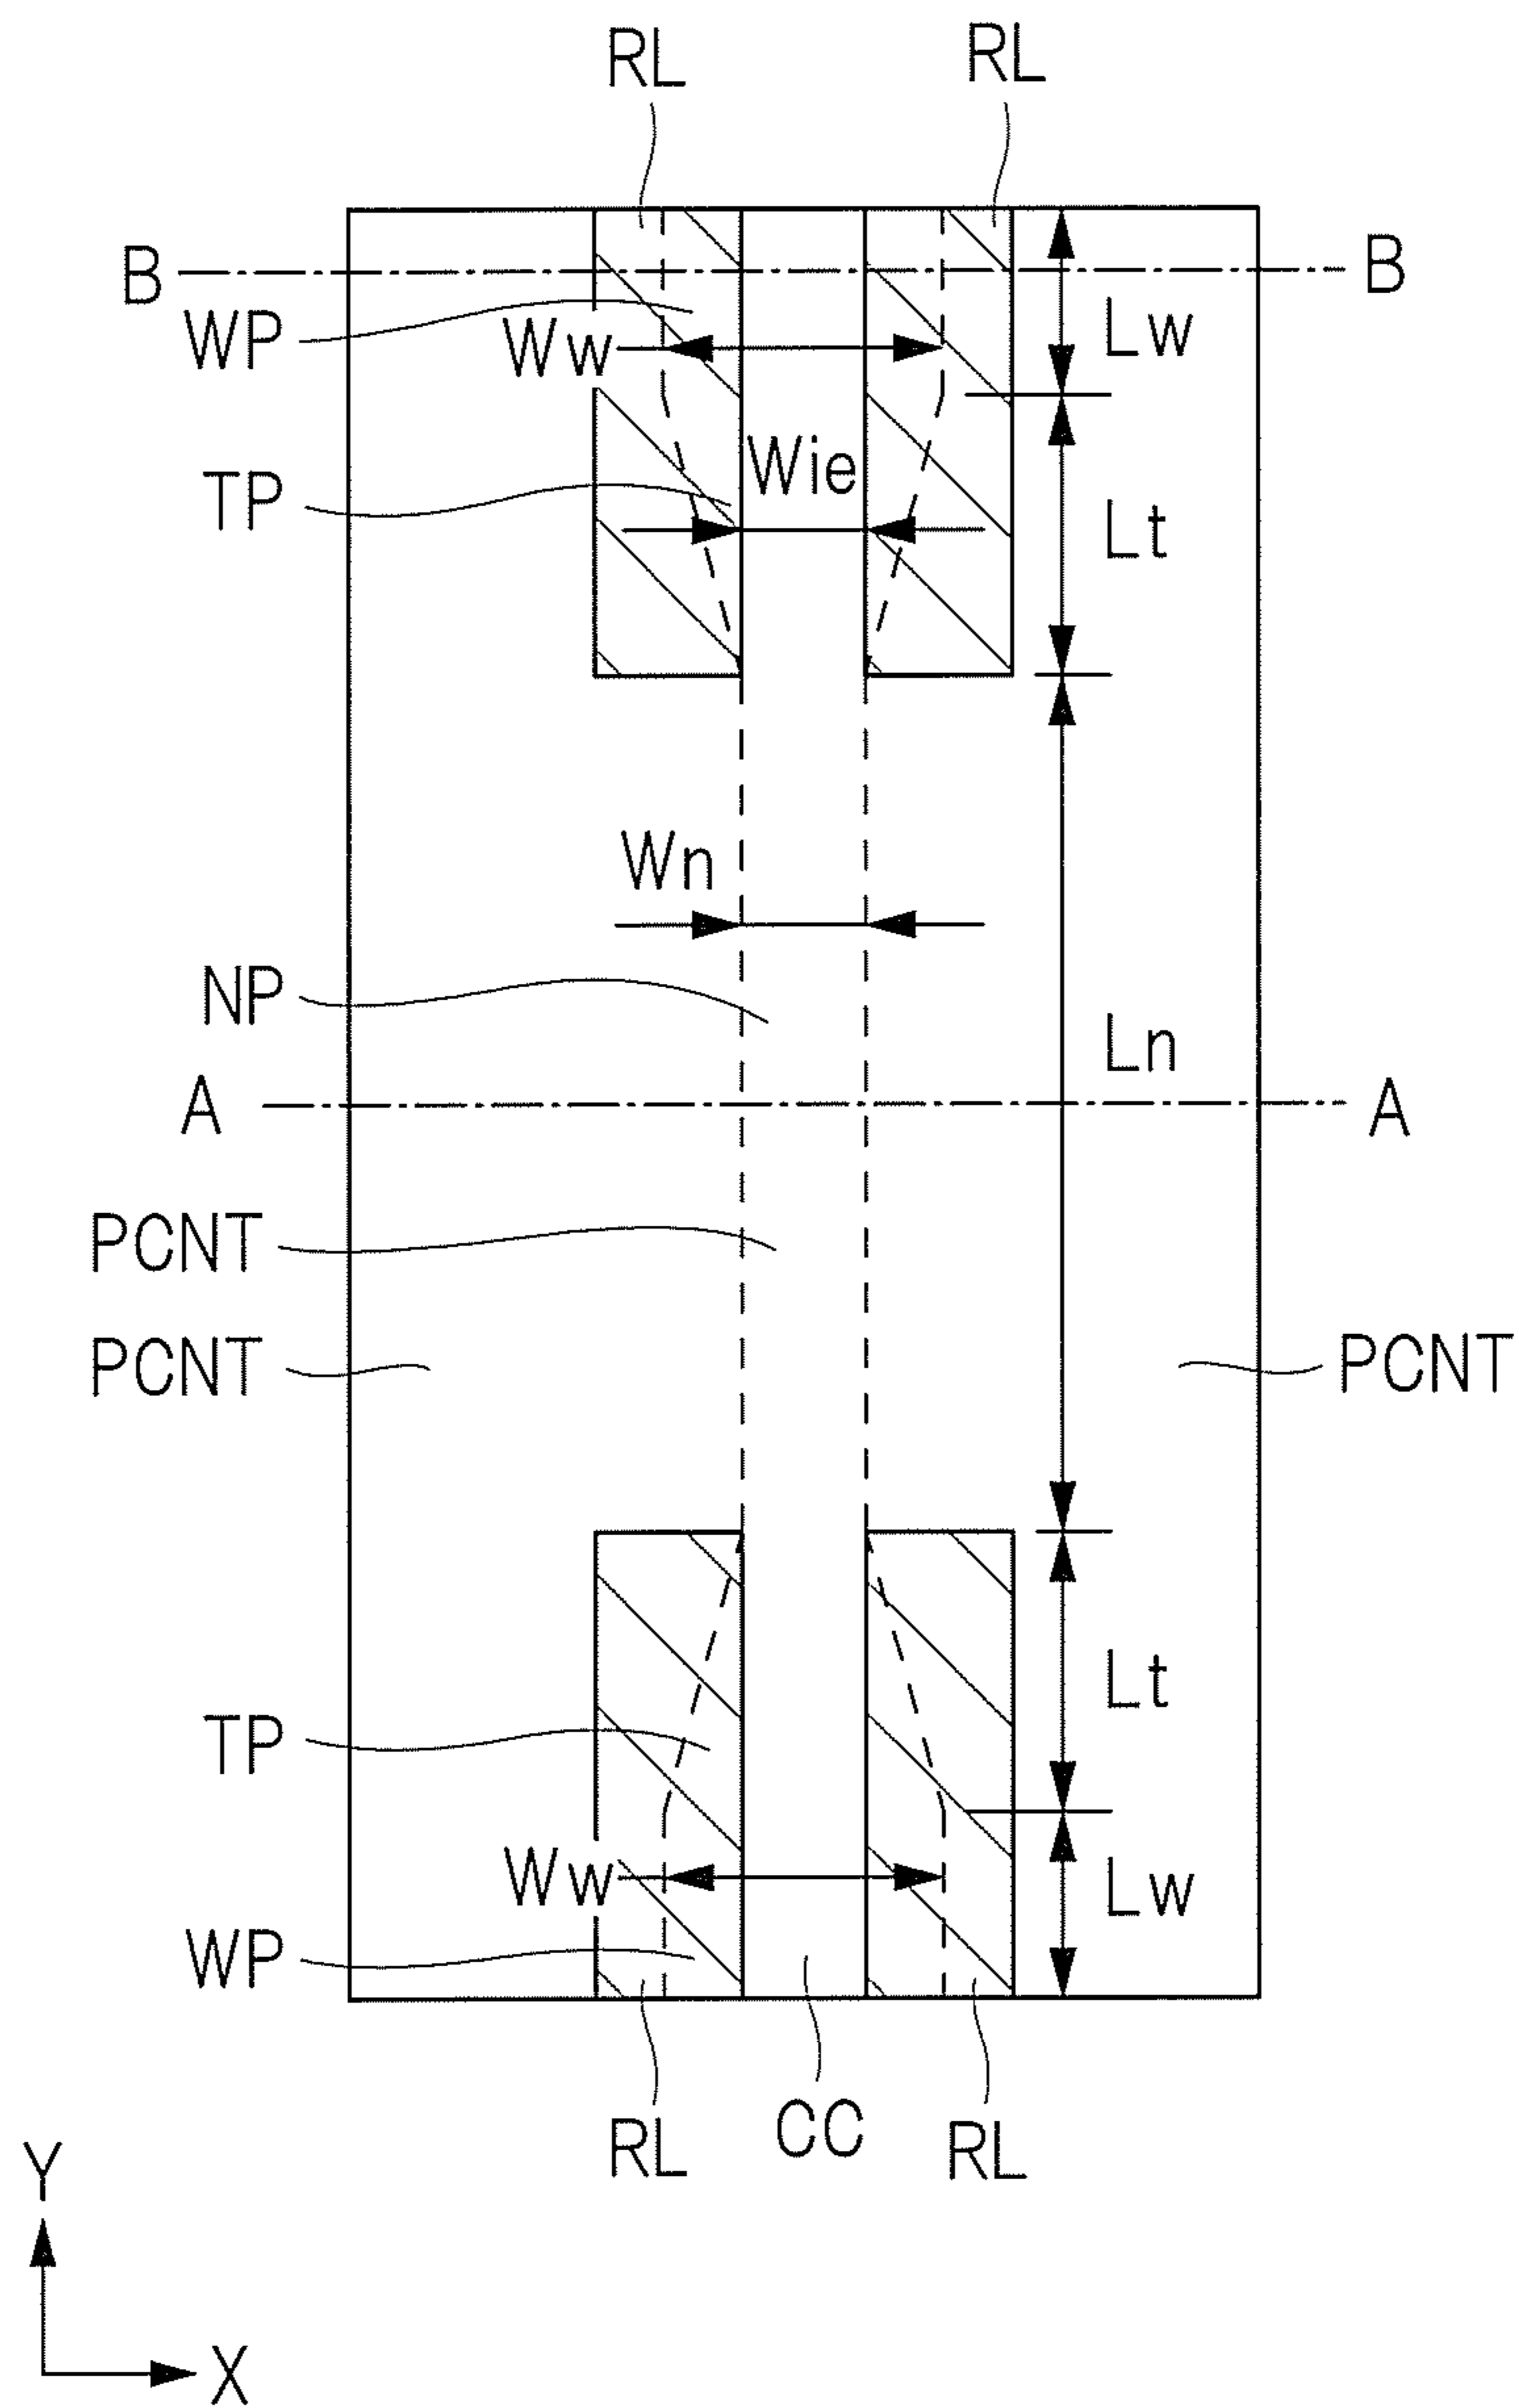 RL RL
B B
WP Ww Lw
TP Wie Lt
Wn
NP Ln
A A
PCNT
PCNT PCNT
TP Lt
Ww Lw
WP
RL CC RL
Y
X